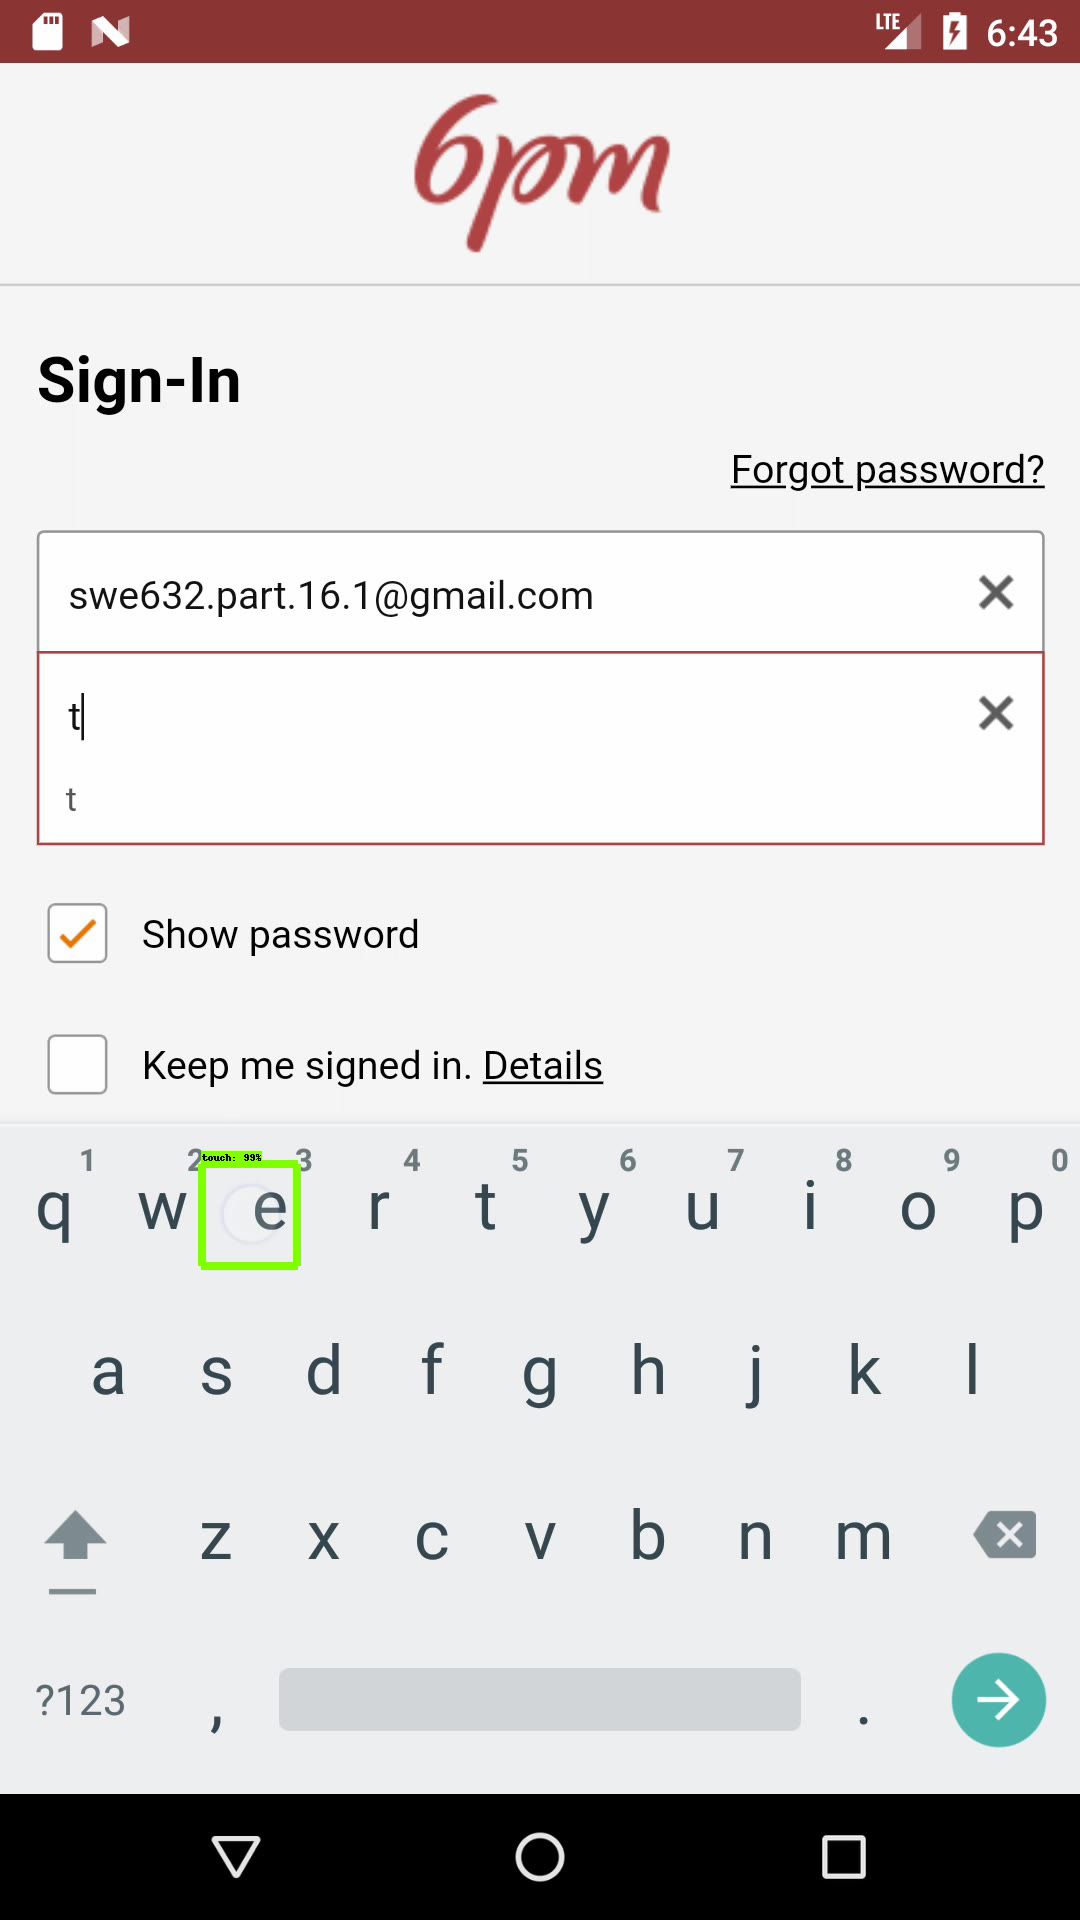 LTE 6:43
6pm
Sign-In
Forgot password?
swe632.part.16.1@gmail.com
t
t
Show password
Keep me signed in. Details
1 2 3 4 5 6 7 8 9 0
touch: 99%
q w e r t y u i o p
a s d f g h j k l
z x c v b n m
?123 , .